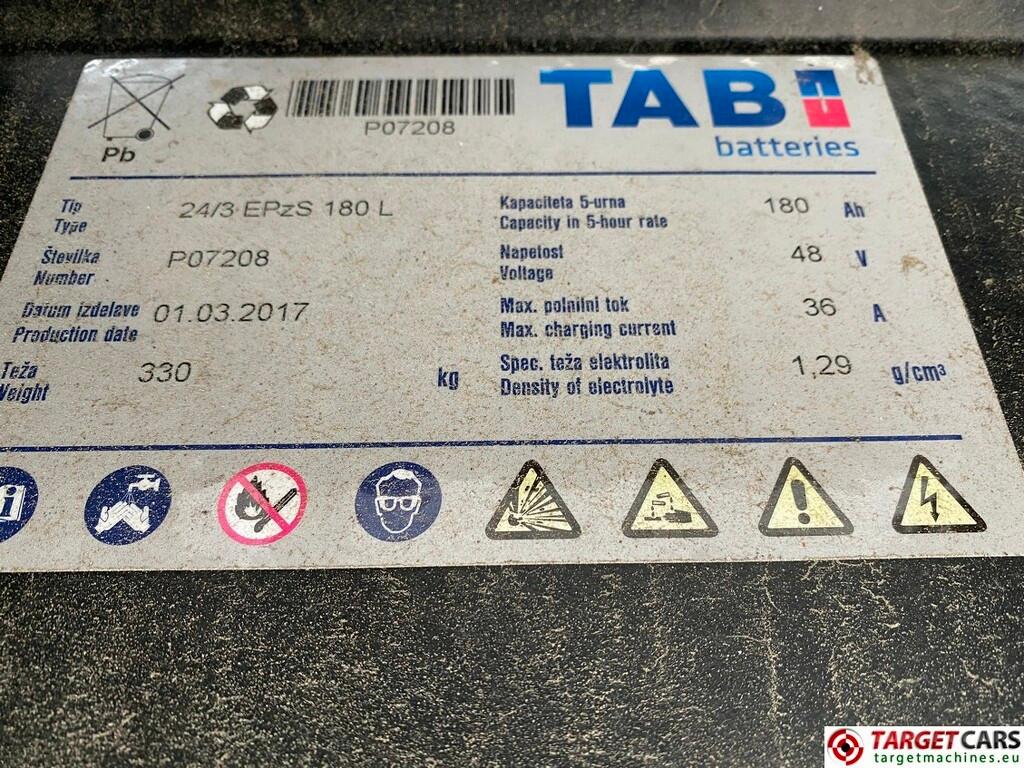 Pb
P07208
TAB
batteries
Tip
Type
24/3 EPzS 180 L
Številka
Number
P07208
Datum izdelave
Production date
01.03.2017
Teža
Weight
330
kg
Kapaciteta 5-urna
Capacity in 5-hour rate
180
Ah
Napetost
Voltage
48
V
Max. polnilni tok
Max. charging current
36
A
Spec. teža elektrolita
Density of electrolyte
1,29
g/cm³
TARGETCARS
targetmachines.eu